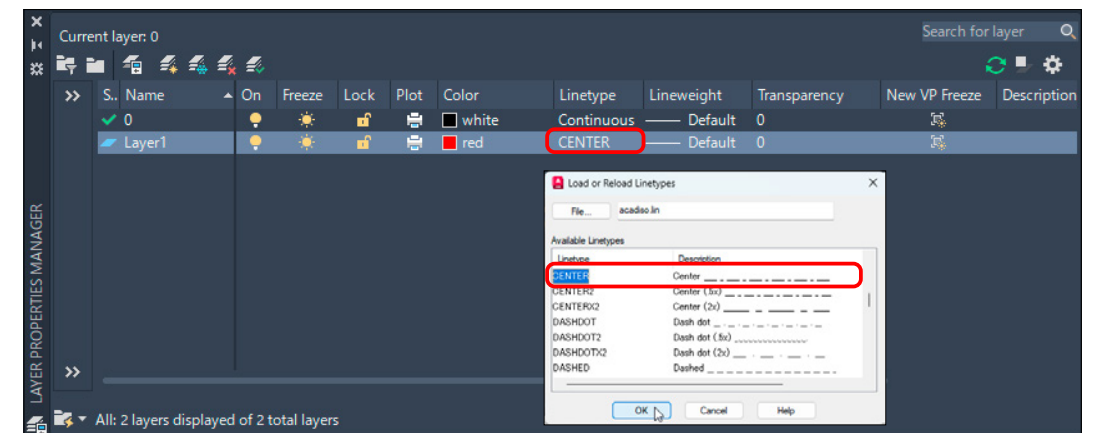 Current layer: 0
Search for layer
S.. Name On Freeze Lock Plot Color Linetype Lineweight Transparency New VP Freeze Description
0 white Continuous Default 0
Layer1 red CENTER Default 0
LAYER PROPERTIES MANAGER
Load or Reload Linetypes
File... acadiso.lin
Available Linetypes
Linetype Description
CENTER Center
CENTER2 Center (.5x)
CENTERX2 Center (2x)
DASHDOT Dash dot
DASHDOT2 Dash dot (.5x)
DASHDOTX2 Dash dot (2x)
DASHED Dashed
OK Cancel Help
All: 2 layers displayed of 2 total layers